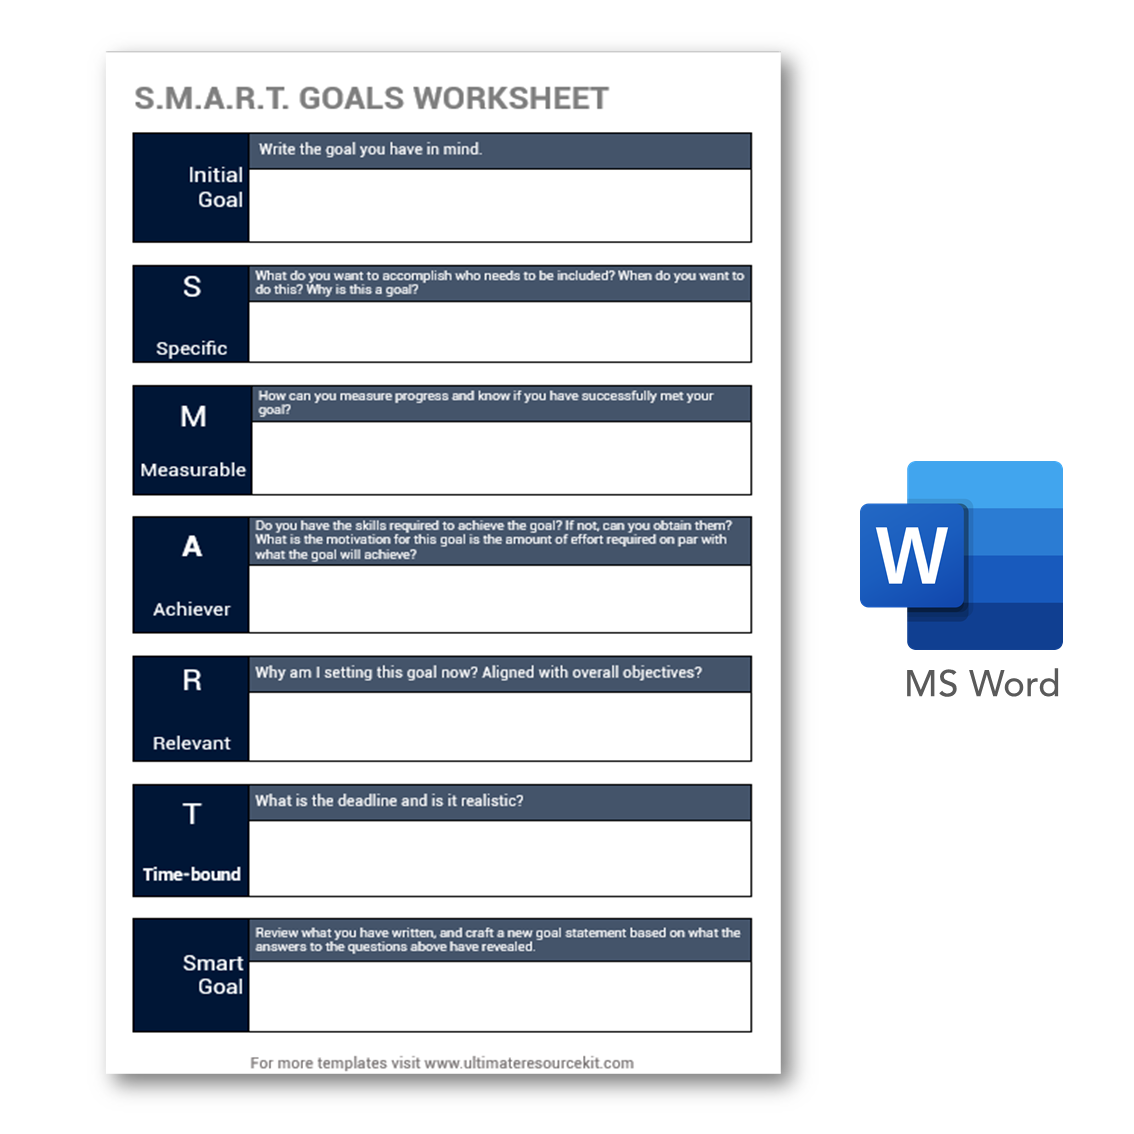 S.M.A.R.T. GOALS WORKSHEET
Initial
Goal
Write the goal you have in mind.
S
Specific
What do you want to accomplish who needs to be included? When do you want to
do this? Why is this a goal?
M
Measurable
How can you measure progress and know if you have successfully met your
goal?
A
Achiever
Do you have the skills required to achieve the goal? If not, can you obtain them?
What is the motivation for this goal is the amount of effort required on par with
what the goal will achieve?
R
Relevant
Why am I setting this goal now? Aligned with overall objectives?
T
Time-bound
What is the deadline and is it realistic?
Smart
Goal
Review what you have written, and craft a new goal statement based on what the
answers to the questions above have revealed.
For more templates visit www.ultimateresourcekit.com
W
MS Word